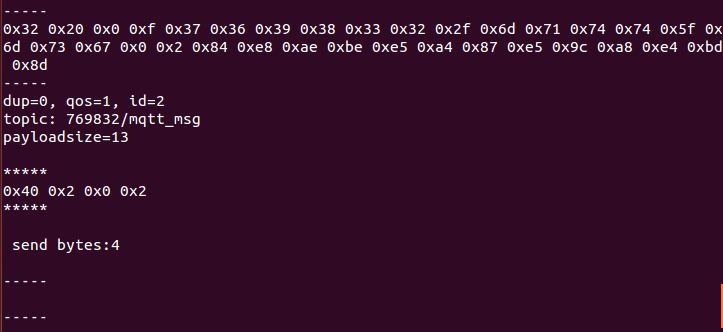 -----
0x32 0x20 0x0 0xf 0x37 0x36 0x39 0x38 0x33 0x32 0x2f 0x6d 0x71 0x74 0x74 0x5f 0x
6d 0x73 0x67 0x0 0x2 0x84 0xe8 0xae 0xbe 0xe5 0xa4 0x87 0xe5 0x9c 0xa8 0xe4 0xbd
0x8d
-----
dup=0, qos=1, id=2
topic: 769832/mqtt_msg
payloadsize=13
*****
0x40 0x2 0x0 0x2
*****
send bytes:4
-----
-----